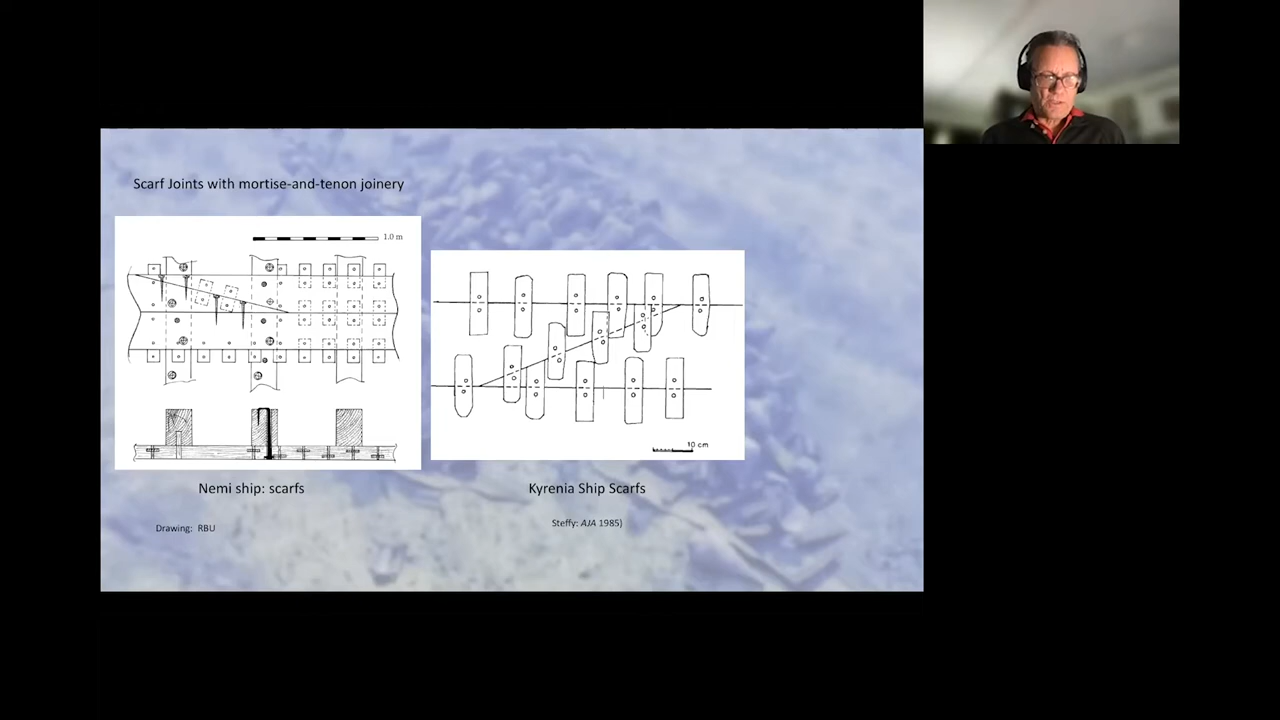 Scarf Joints with mortise-and-tenon joinery
1.0 m
10 cm
Nemi ship: scarfs
Kyrenia Ship Scarfs
Drawing: RBU
Steffy: AJA 1985)